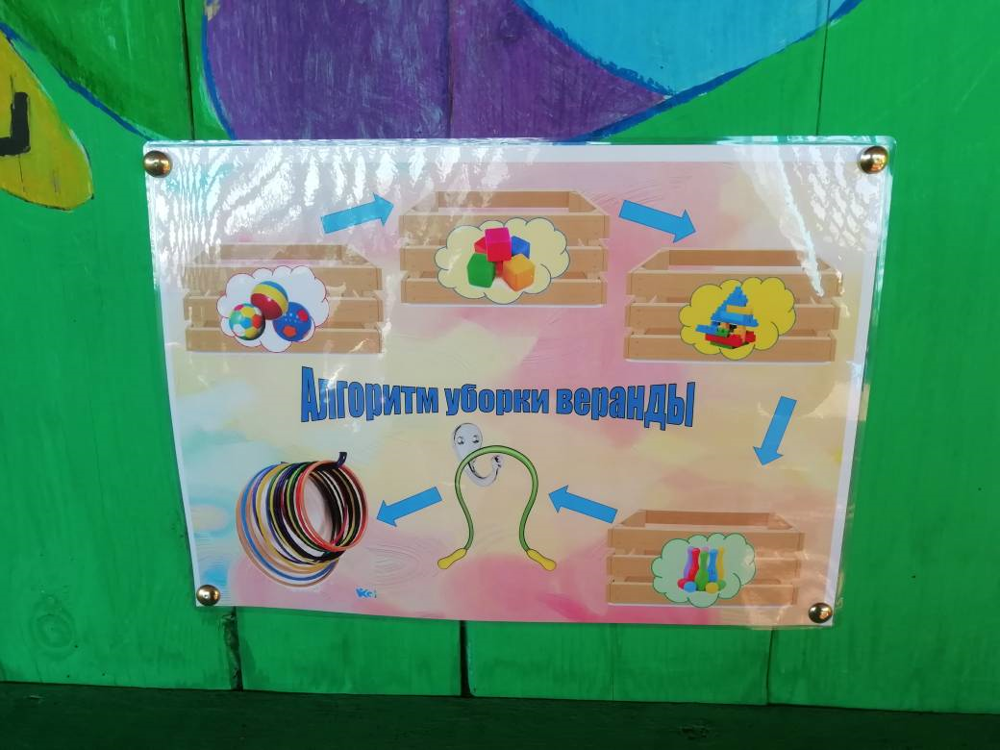 Алгоритм уборки веранды